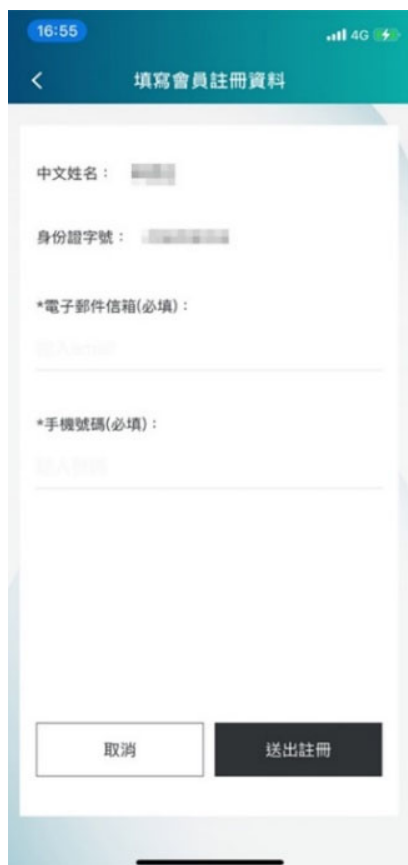 16:55
4G
填寫會員註冊資料
中文姓名：
身份證字號：
*電子郵件信箱(必填)：
*手機號碼(必填)：
取消
送出註冊